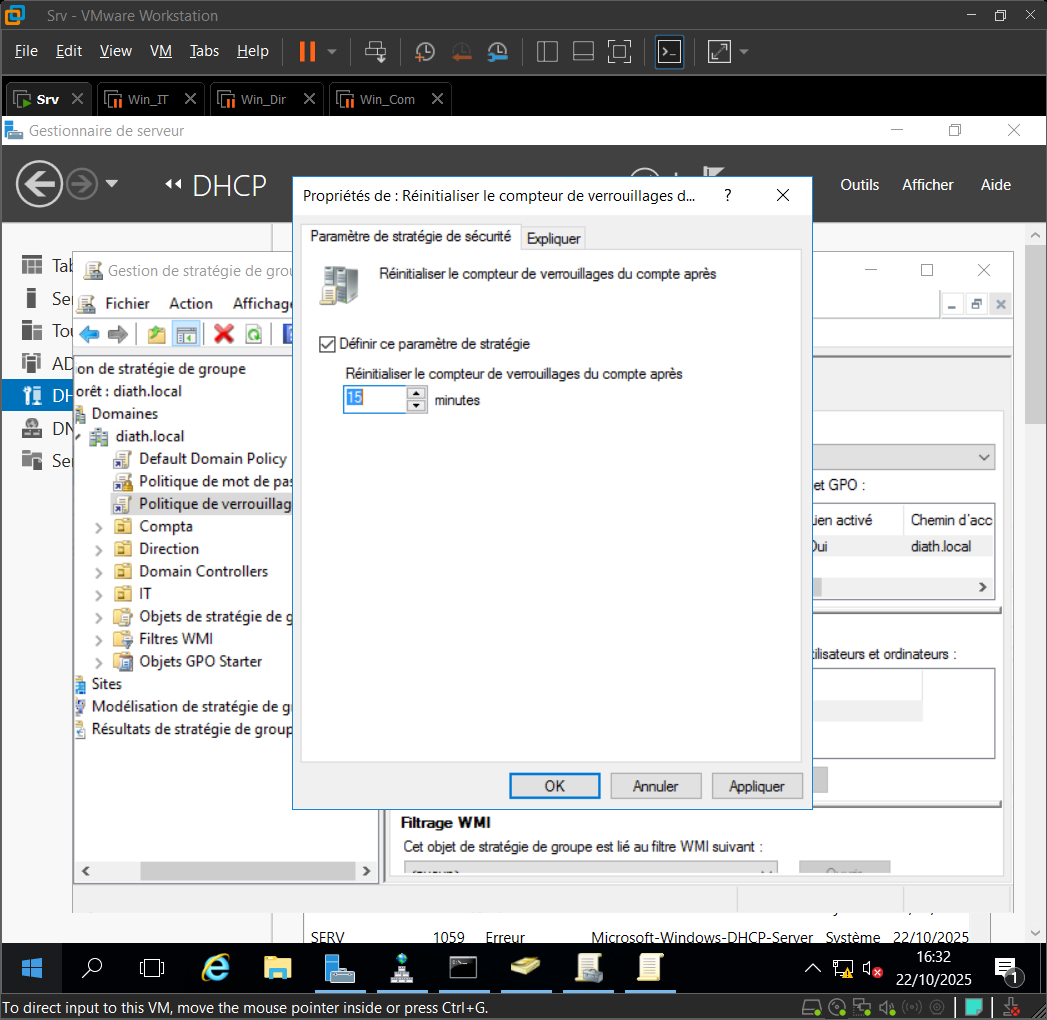 Srv - VMware Workstation
File Edit View VM Tabs Help
Srv Win_IT Win_Dir Win_Com
Gestionnaire de serveur
DHCP
Outils Afficher Aide
Propriétés de : Réinitialiser le compteur de verrouillages d... ?
Paramètre de stratégie de sécurité Expliquer
Réinitialiser le compteur de verrouillages du compte après
Définir ce paramètre de stratégie
Réinitialiser le compteur de verrouillages du compte après
15 minutes
OK Annuler Appliquer
Gestion de stratégie de grou
Fichier Action Affichag
on de stratégie de groupe
orêt : diath.local
Domaines
diath.local
Default Domain Policy
Politique de mot de pas
Politique de verrouillag
Compta
Direction
Domain Controllers
IT
Objets de stratégie de g
Filtres WMI
Objets GPO Starter
Sites
Modélisation de stratégie de g
Résultats de stratégie de group
Tab
Se
Tou
AD
DH
DN
Se
et GPO :
ien activé Chemin d'acc
Oui diath.local
ilisateurs et ordinateurs :
Filtrage WMI
Cet objet de stratégie de groupe est lié au filtre WMI suivant :
SERV 1059 Erreur Microsoft-Windows-DHCP-Server Système 22/10/2025
16:32
22/10/2025
1
To direct input to this VM, move the mouse pointer inside or press Ctrl+G.